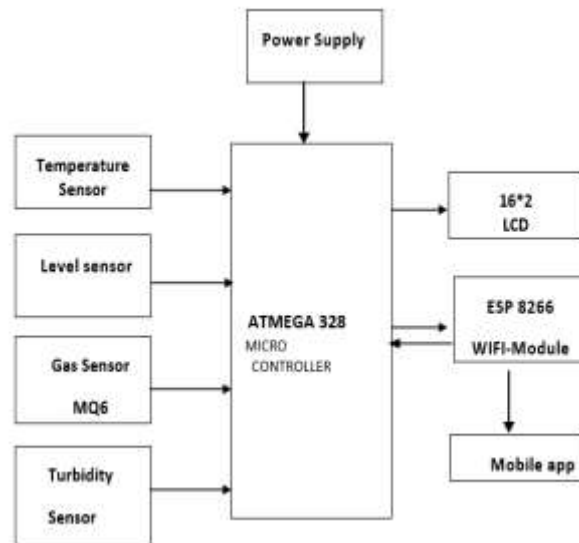 Power Supply
Temperature
Sensor
Level sensor
Gas Sensor
MQ6
Turbidity
Sensor
ATMEGA 328
MICRO
CONTROLLER
16*2
LCD
ESP 8266
WIFI-Module
Mobile app